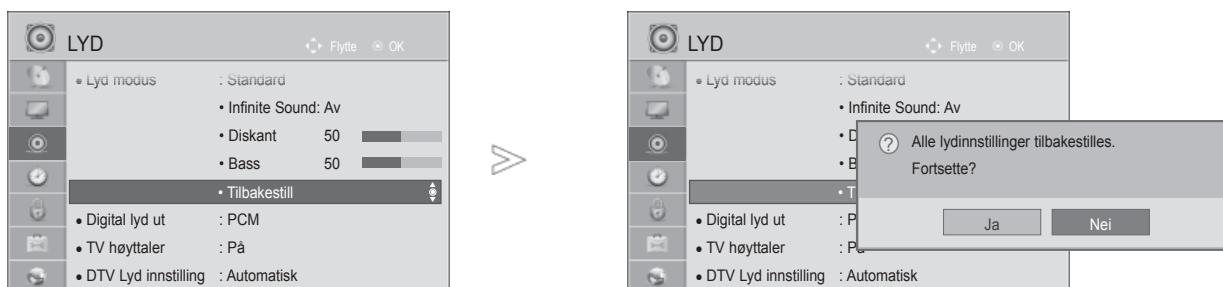 LYD
Flytte OK
• Lyd modus : Standard
• Infinite Sound: Av
• Diskant 50
• Bass 50
• Tilbakestill
• Digital lyd ut : PCM
• TV høyttaler : På
• DTV Lyd innstilling : Automatisk
LYD
Flytte OK
• Lyd modus : Standard
• Infinite Sound: Av
• D
• B
• T
• Digital lyd ut : P
• TV høyttaler : På
• DTV Lyd innstilling : Automatisk
? Alle lydinnstillinger tilbakestilles.
Fortsette?
Ja Nei